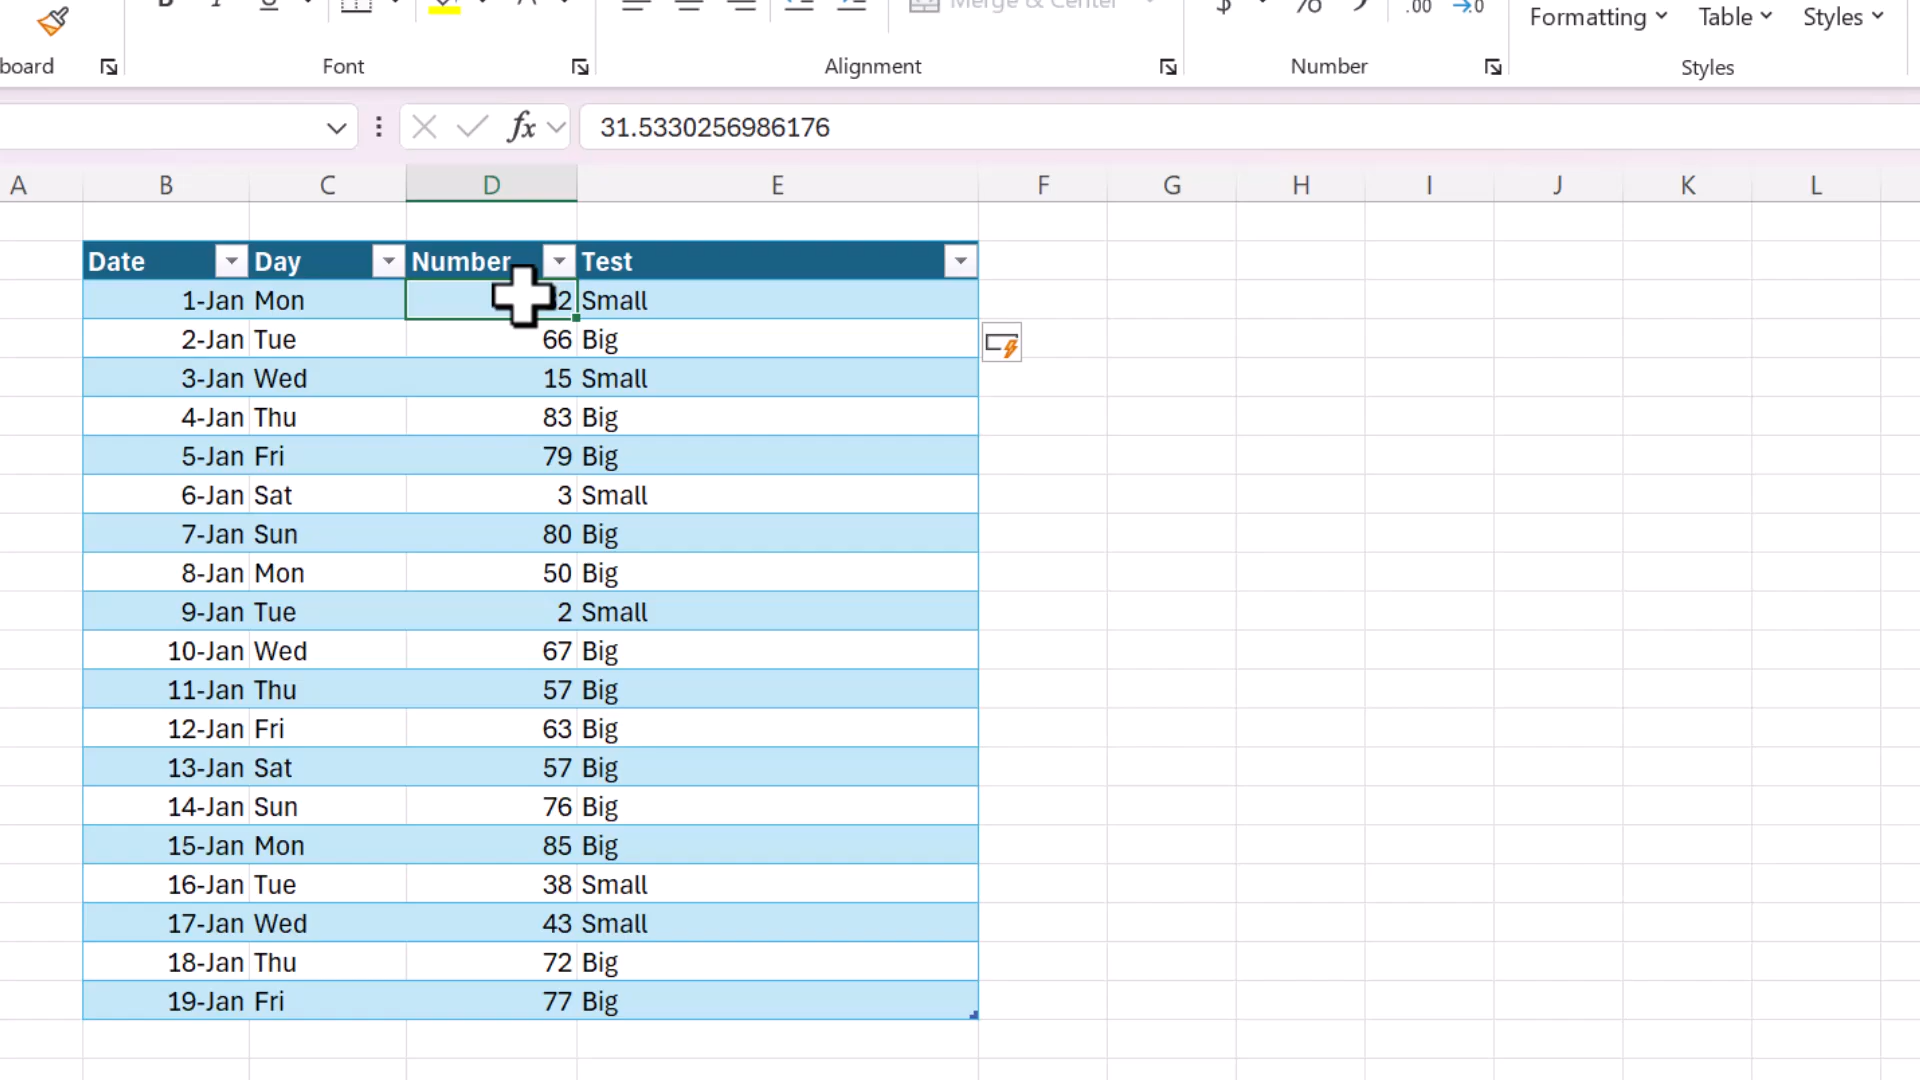 Merge & Center
$ % .00 →.0
Formatting Table Styles
board Font Alignment Number Styles
fx 31.5330256986176
A B C D E F G H I J K L
Date Day Number Test
1-Jan Mon 2 Small
2-Jan Tue 66 Big
3-Jan Wed 15 Small
4-Jan Thu 83 Big
5-Jan Fri 79 Big
6-Jan Sat 3 Small
7-Jan Sun 80 Big
8-Jan Mon 50 Big
9-Jan Tue 2 Small
10-Jan Wed 67 Big
11-Jan Thu 57 Big
12-Jan Fri 63 Big
13-Jan Sat 57 Big
14-Jan Sun 76 Big
15-Jan Mon 85 Big
16-Jan Tue 38 Small
17-Jan Wed 43 Small
18-Jan Thu 72 Big
19-Jan Fri 77 Big